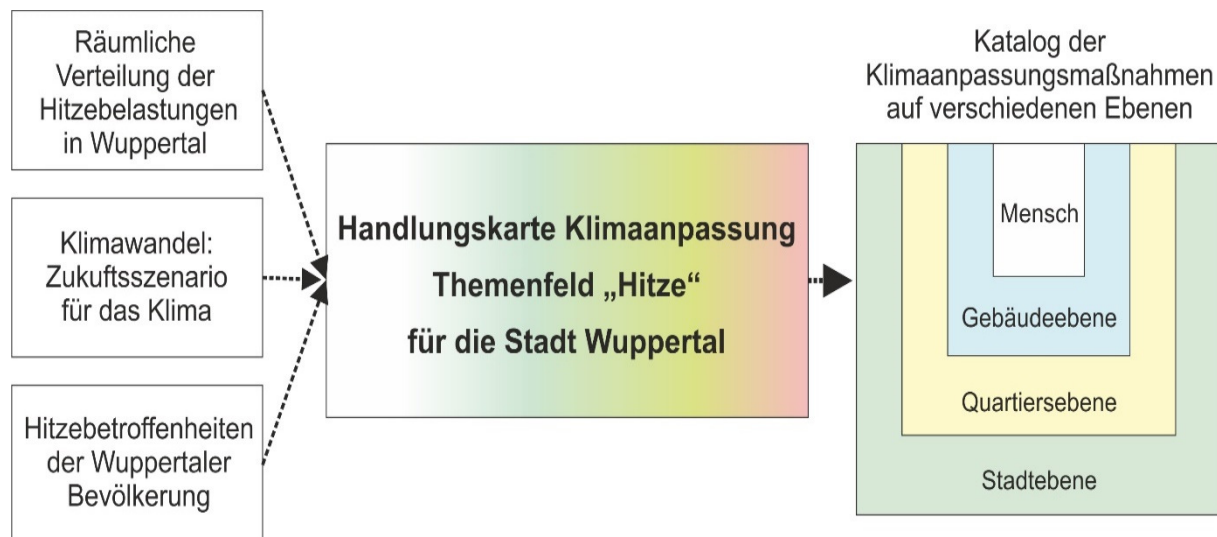 Räumliche
Verteilung der
Hitzebelastungen
in Wuppertal
Klimawandel:
Zukuftsszenario
für das Klima
Hitzebetroffenheiten
der Wuppertaler
Bevölkerung
Handlungskarte Klimaanpassung
Themenfeld „Hitze“
für die Stadt Wuppertal
Katalog der
Klimaanpassungsmaßnahmen
auf verschiedenen Ebenen
Mensch
Gebäudeebene
Quartiersebene
Stadtebene